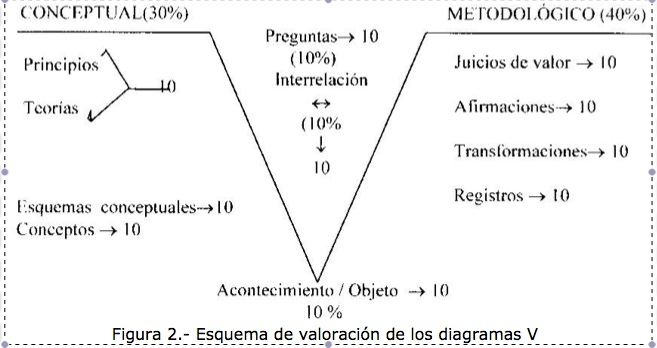 CONCEPTUAL(30%)
Principios
Teorías
10
Esquemas conceptuales→10
Conceptos → 10
Preguntas→ 10
(10%)
Interrelación
↔
(10%
↓
10
METODOLÓGICO (40%)
Juicios de valor → 10
Afirmaciones→ 10
Transformaciones→ 10
Registros → 10
Acontecimiento / Objeto → 10
10 %
Figura 2.- Esquema de valoración de los diagramas V